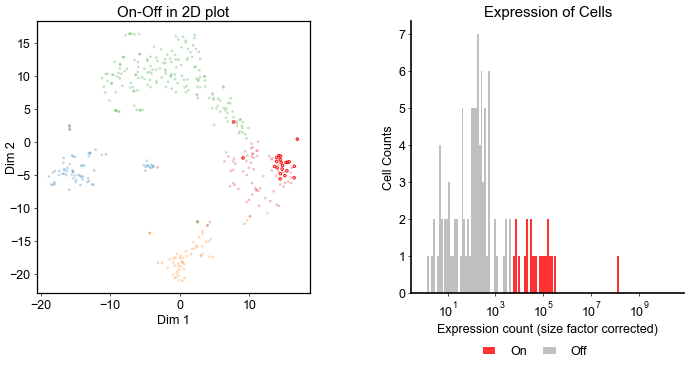 On-Off in 2D plot
15
10
5
0
−5
−10
−15
−20
Dim 2
−20 −10 0 10
Dim 1
Expression of Cells
7
6
5
4
3
2
1
0
Cell Counts
10^1 10^3 10^5 10^7 10^9
Expression count (size factor corrected)
On Off